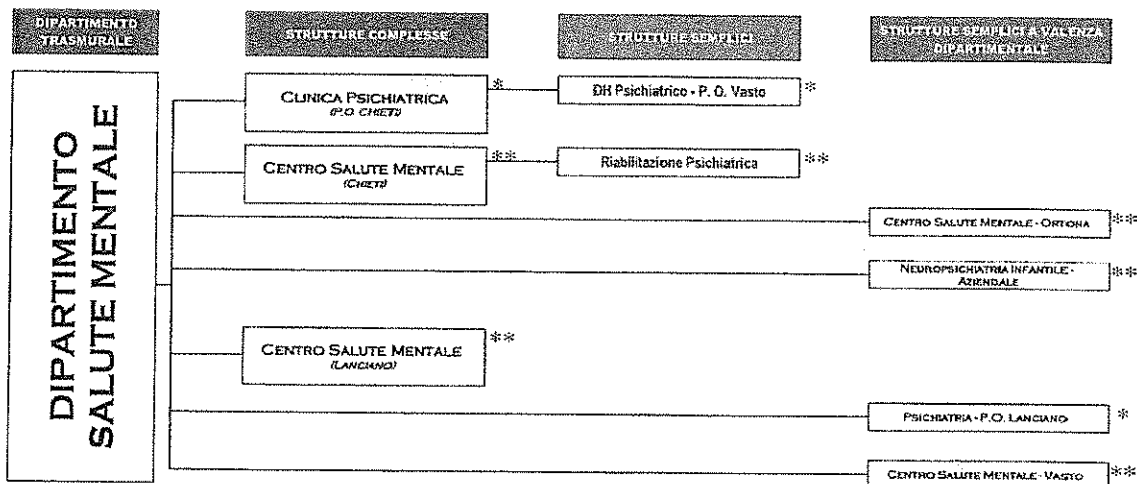 DIPARTIMENTO
TRASMURALE
STRUTTURE COMPLESSE
STRUTTURE SEMPLICI
STRUTTURE SEMPLICI A VALENZA
DIPARTIMENTALE
DIPARTIMENTO
SALUTE MENTALE
CLINICA PSICHIATRICA
(P.O. CHIETI)
*
DH Psichiatrico - P. O. Vasto
*
CENTRO SALUTE MENTALE
(CHIETI)
**
Riabilitazione Psichiatrica
**
CENTRO SALUTE MENTALE - ORTONA
**
NEUROPSICHIATRIA INFANTILE -
AZIENDALE
**
CENTRO SALUTE MENTALE
(LANCIANO)
**
PSICHIATRIA - P.O. LANCIANO
*
CENTRO SALUTE MENTALE - VASTO
**